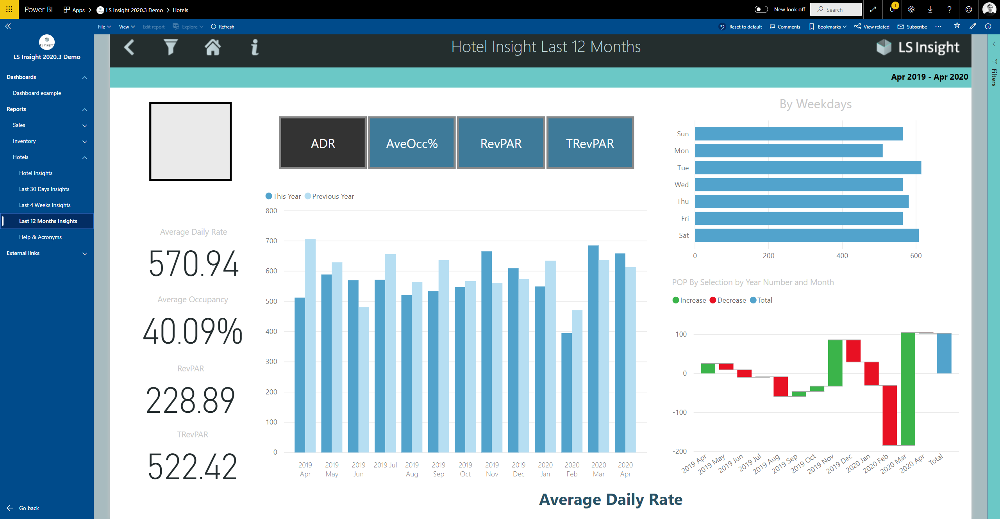 Power BI
Apps
LS Insight 2020.3 Demo
Hotels
New look off
Search
1
File
View
Edit report
Explore
Refresh
Reset to default
Comments
Bookmarks
View related
Subscribe
LS Insight
LS Insight 2020.3 Demo
Dashboards
Dashboard example
Reports
Sales
Inventory
Hotels
Hotel Insights
Last 30 Days Insights
Last 4 Weeks Insights
Last 12 Months Insights
Help & Acronyms
External links
Go back
Hotel Insight Last 12 Months
LS Insight
Apr 2019 - Apr 2020
Filters
ADR
AveOcc%
RevPAR
TRevPAR
Average Daily Rate
570.94
Average Occupancy
40.09%
RevPAR
228.89
TRevPAR
522.42
This Year
Previous Year
800
700
600
500
400
300
200
100
0
2019 Apr
2019 May
2019 Jun
2019 Jul
2019 Aug
2019 Sep
2019 Oct
2019 Nov
2019 Dec
2020 Jan
2020 Feb
2020 Mar
2020 Apr
By Weekdays
Sun
Mon
Tue
Wed
Thu
Fri
Sat
0
200
400
600
POP By Selection by Year Number and Month
Increase
Decrease
Total
100
0
-100
-200
2019 Apr
2019 May
2019 Jun
2019 Jul
2019 Aug
2019 Sep
2019 Oct
2019 Nov
2019 Dec
2020 Jan
2020 Feb
2020 Mar
2020 Apr
Total
Average Daily Rate